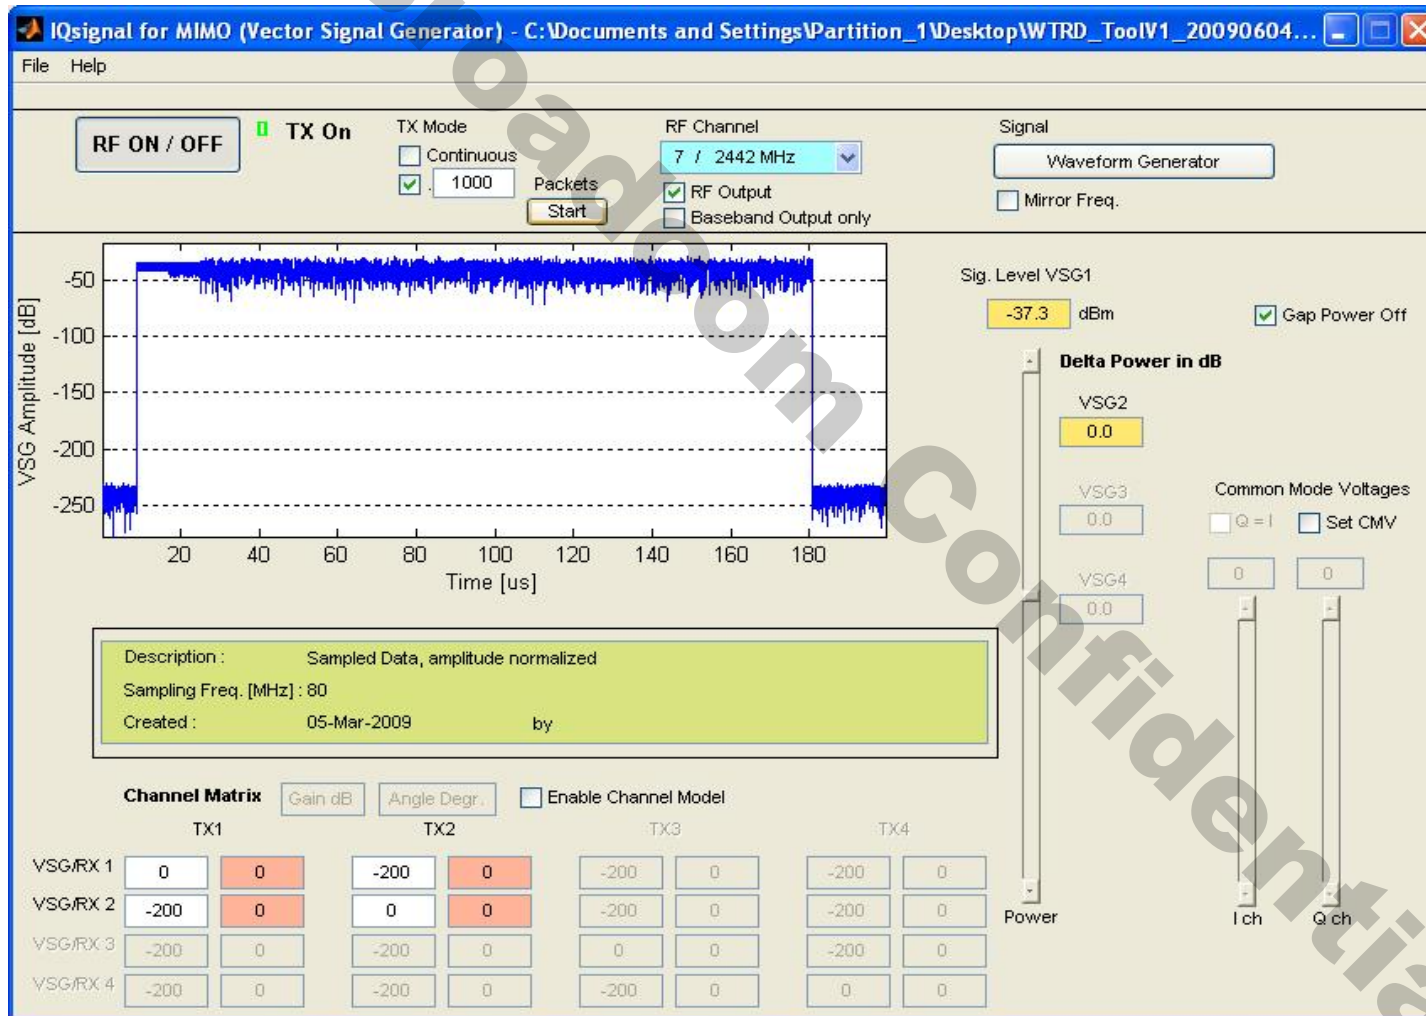 IQsignal for MIMO (Vector Signal Generator) - C:\Documents and Settings\Partition_1\Desktop\WTRD_ToolV1_20090604...
File Help
RF ON / OFF
TX On
TX Mode
Continuous
. 1000 Packets
Start
RF Channel
7 / 2442 MHz
RF Output
Baseband Output only
Signal
Waveform Generator
Mirror Freq.
VSG Amplitude [dB]
-50
-100
-150
-200
-250
20 40 60 80 100 120 140 160 180
Time [us]
Sig. Level VSG1
-37.3 dBm
Gap Power Off
Delta Power in dB
VSG2
0.0
VSG3
0.0
VSG4
0.0
Common Mode Voltages
Q = I Set CMV
0 0
Description : Sampled Data, amplitude normalized
Sampling Freq. [MHz] : 80
Created : 05-Mar-2009 by
Channel Matrix Gain dB Angle Degr. Enable Channel Model
TX1 TX2 TX3 TX4
VSG/RX 1 0 0 -200 0 -200 0 -200 0
VSG/RX 2 -200 0 0 0 -200 0 -200 0
VSG/RX 3 -200 0 -200 0 0 0 -200 0
VSG/RX 4 -200 0 -200 0 -200 0 0 0
Power
I ch Q ch
roadcom Confidentia